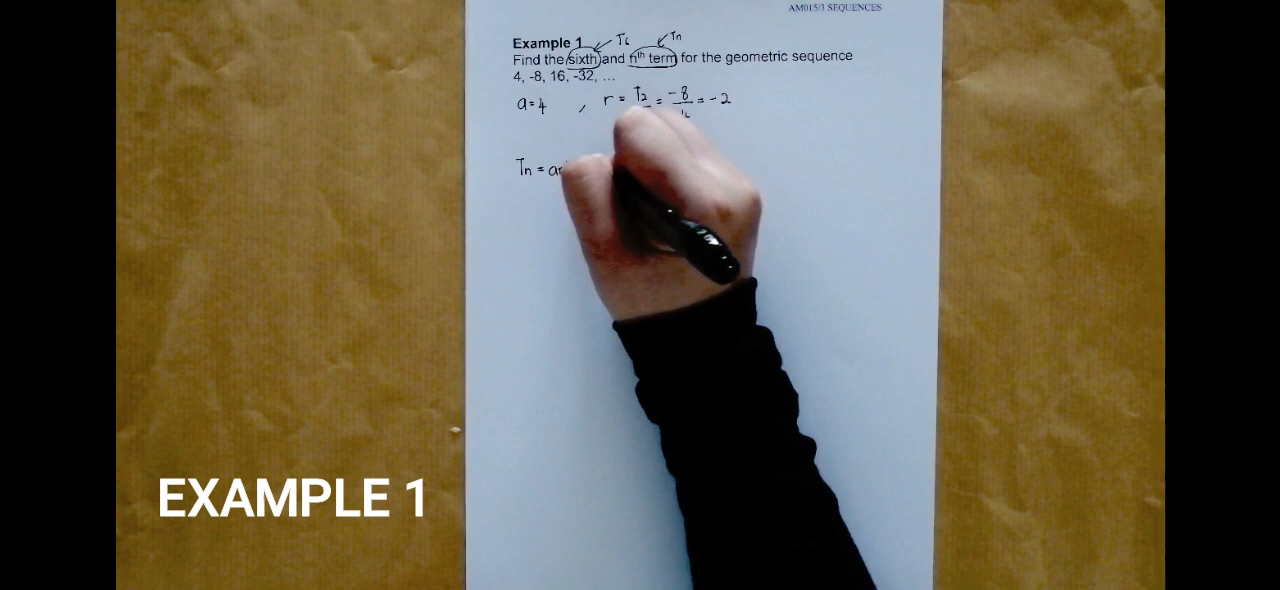 AM015/3 SEQUENCES
Example 1 T6 Tn
Find the sixth and nth term for the geometric sequence
4, -8, 16, -32, ...
a = 4 , r = T2 = -8 = -2
Tn = a
EXAMPLE 1